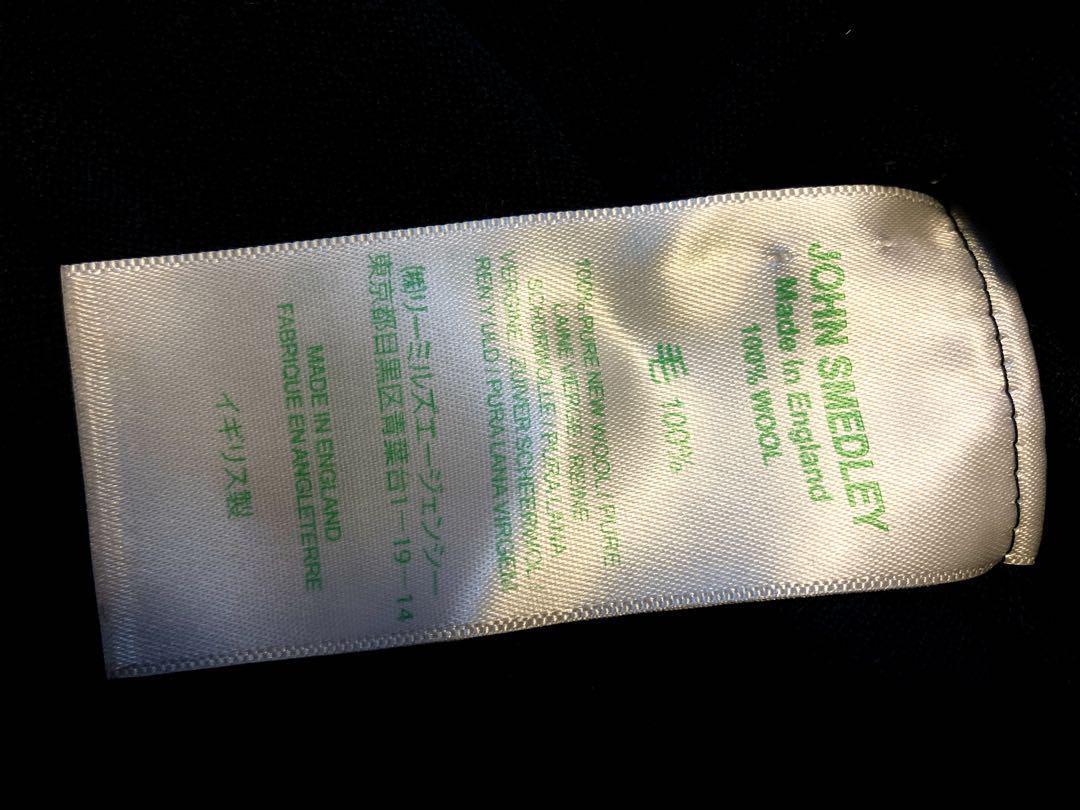 JOHN SMEDLEY
Made in England
100% WOOL
毛 100%
100% PURE NEW WOOL / PURE
LAINE VIERGE / REINE
SCHURWOLLE / PURA LANA
VERGINE / ZUIVER SCHEERWOL /
REN NY ULD / PURA LANA VIRGEN
㈱リーミルズエージェンシー
東京都目黒区青葉台1-19-14
MADE IN ENGLAND
FABRIQUE EN ANGLETERRE
イギリス製